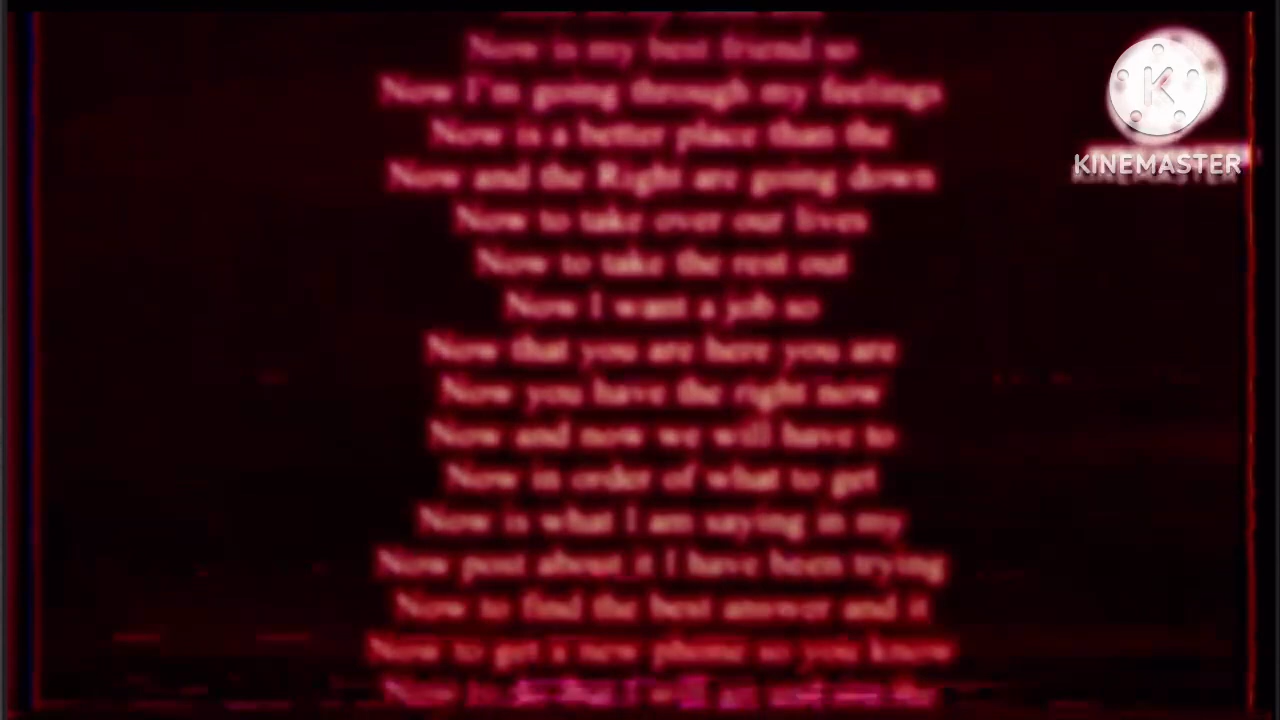 Now is my best friend so
Now I'm going through my feelings
Now is a better place than the
Now and the Right are going down
Now to take over our lives
Now to take the rest out
Now I want a job so
Now that you are here you are
Now you have the right now
Now and now we will have to
Now in order of what to get
Now is what I am saying in my
Now post about it I have been trying
Now to find the best answer and it
Now to get a new phone so you know
Now
K
KINEMASTER